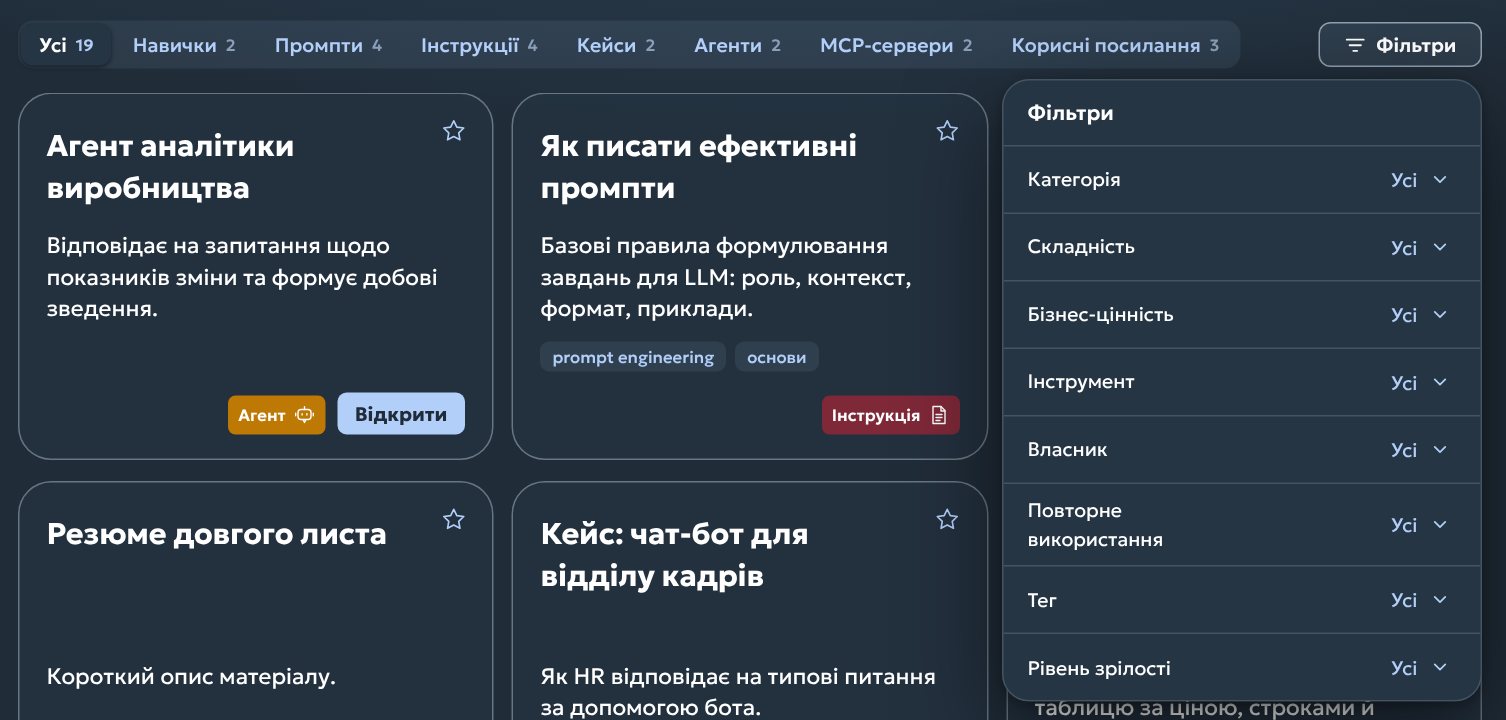 Усі 19 Навички 2 Промпти 4 Інструкції 4 Кейси 2 Агенти 2 МСР-сервери 2 Корисні посилання 3 Фільтри
Агент аналітики
виробництва
Відповідає на запитання щодо
показників зміни та формує добові
зведення.
Агент Відкрити
Як писати ефективні
промпти
Базові правила формулювання
завдань для LLM: роль, контекст,
формат, приклади.
prompt engineering основи
Інструкція
Фільтри
Категорія Усі
Складність Усі
Бізнес-цінність Усі
Інструмент Усі
Власник Усі
Повторне
використання Усі
Тег Усі
Рівень зрілості Усі
Резюме довгого листа
Короткий опис матеріалу.
Кейс: чат-бот для
відділу кадрів
Як HR відповідає на типові питання
за допомогою бота.
таблицю за ціною, строками й